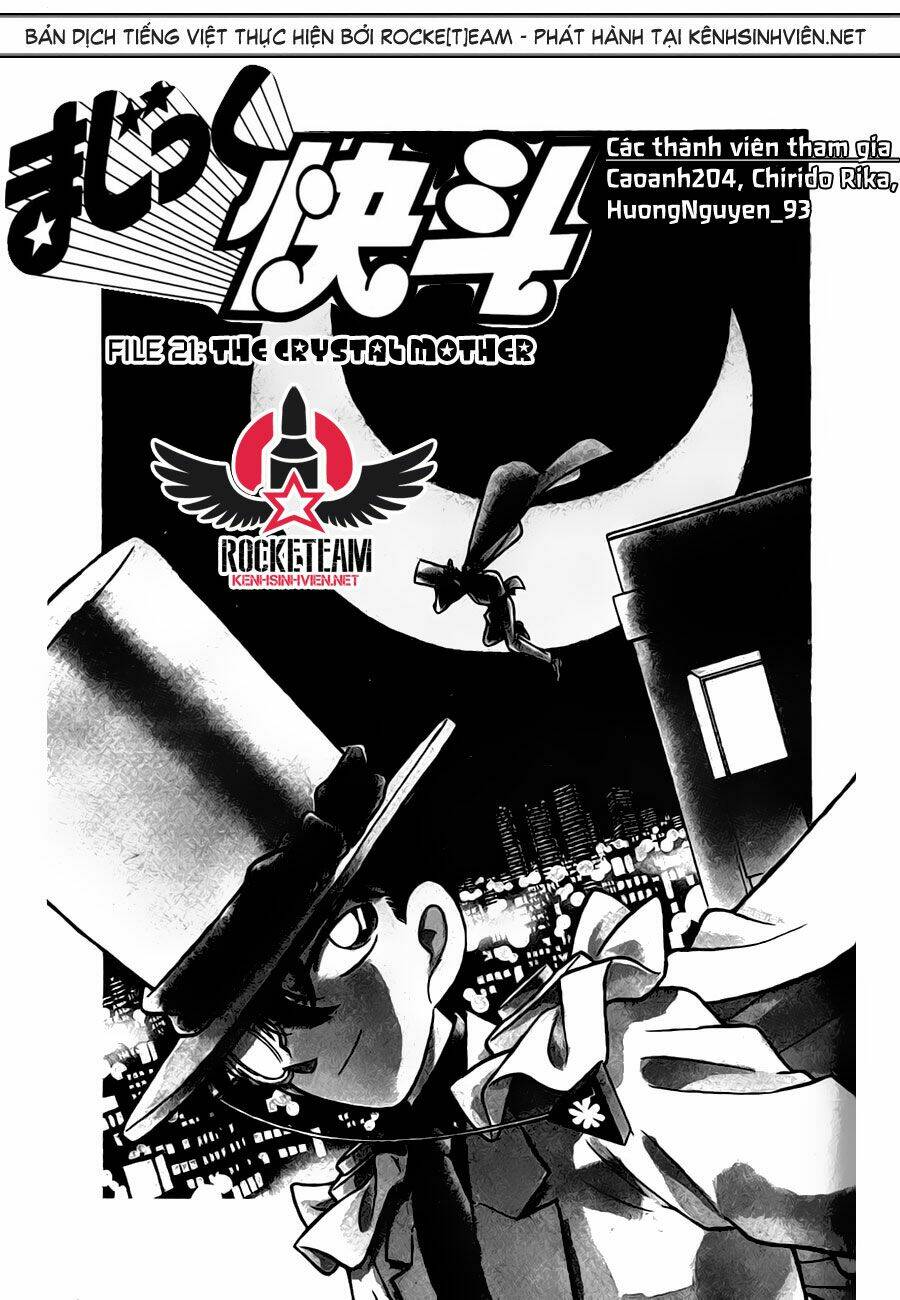 BẢN DỊCH TIẾNG VIỆT THỰC HIỆN BỞI ROCKE[T]EAM - PHÁT HÀNH TẠI KÊNHSINHVIÊN.NET
まじっく
快斗
Các thành viên tham gia
Caoanh204, Chirido Rika,
HuongNguyen_93
FILE 21: THE CRYSTAL MOTHER
ROCKETEAM
KENHSINHVIEN.NET